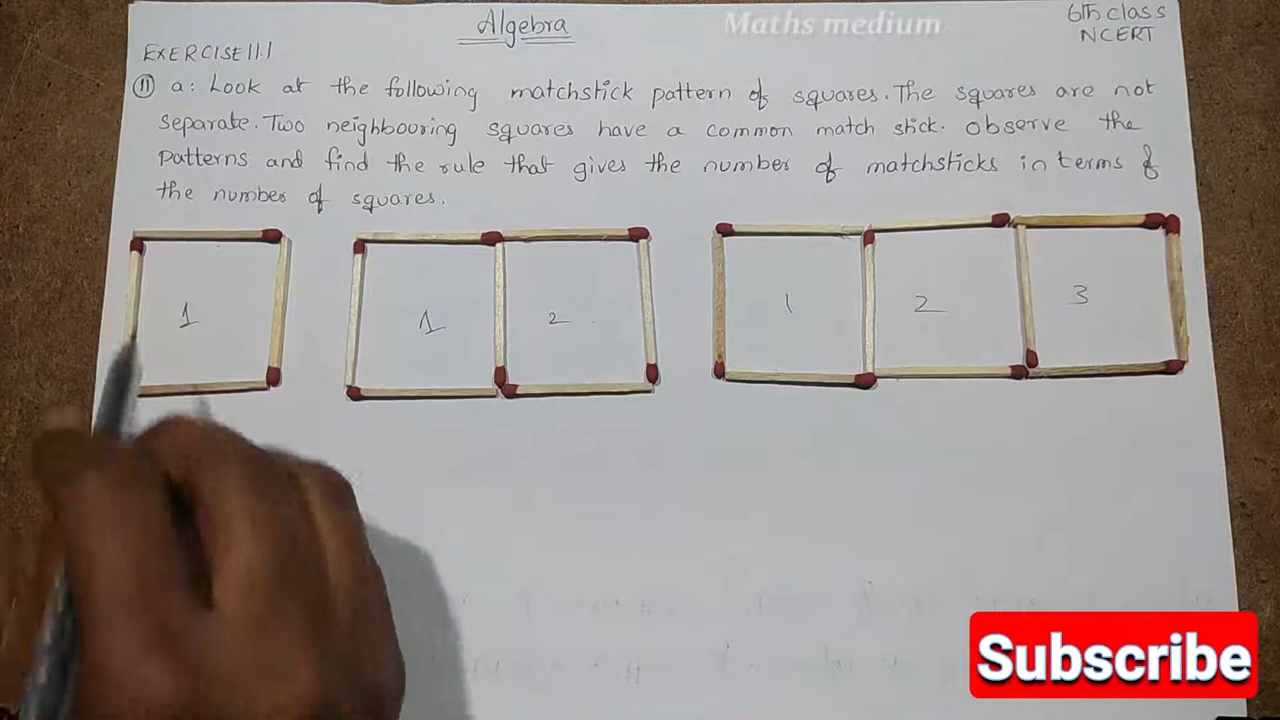 Algebra
Maths medium
6th class
NCERT
EXERCISE 11.1
11 a: Look at the following matchstick pattern of squares. The squares are not
separate. Two neighbouring squares have a common match stick. Observe the
Patterns and find the rule that gives the number of matchsticks in terms of
the number of squares.
1
1 2
1 2 3
Subscribe